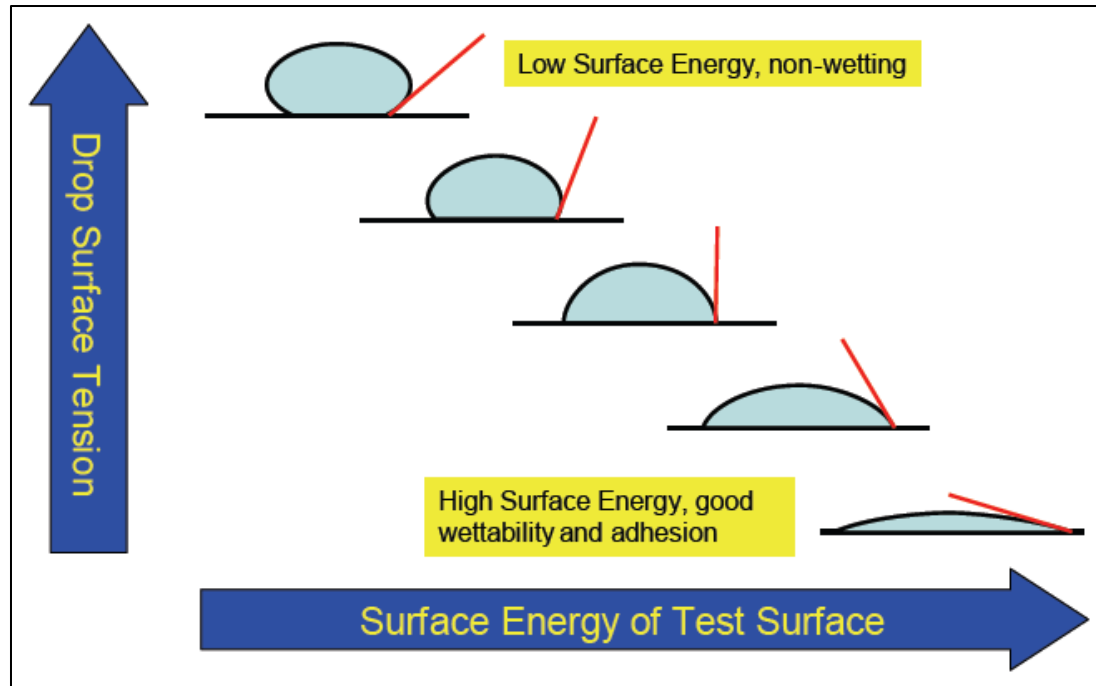 Low Surface Energy, non-wetting
Drop Surface Tension
High Surface Energy, good
wettability and adhesion
Surface Energy of Test Surface